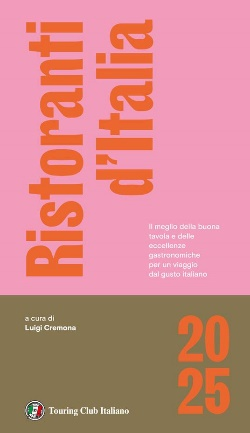 Ristoranti
d'Italia
Il meglio della buona
tavola e delle
eccellenze
gastronomiche
per un viaggio
dal gusto italiano
a cura di
Luigi Cremona
20
25
Touring Club Italiano